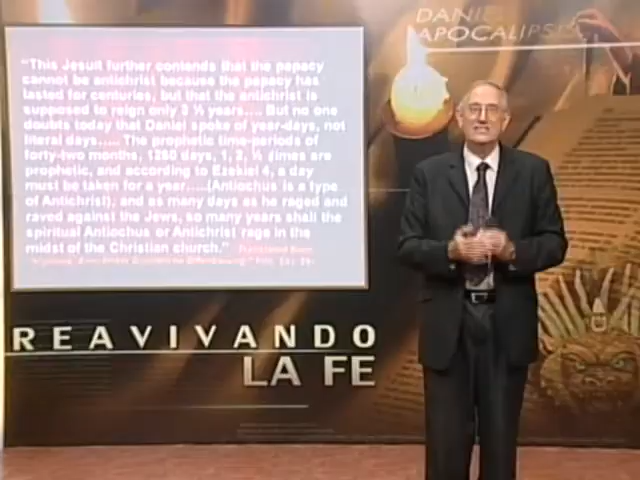 DANIEL
APOCALIPSIS
"This Jesuit further contends that the papacy
cannot be antichrist because the papacy has
lasted for centuries, but that the antichrist is
supposed to reign only 3 ½ years.... But no one
doubts today that Daniel spoke of year-days, not
literal days..... The prophetic time-periods of
forty-two months, 1260 days, 1, 2, ½ times are
prophetic, and according to Ezekiel 4, a day
must be taken for a year.....(Antiochus is a type
of Antichrist), and as many days as he raged and
raved against the Jews, so many years shall the
spiritual Antiochus or Antichrist rage in the
midst of the Christian church."
REAVIVANDO
LA FE